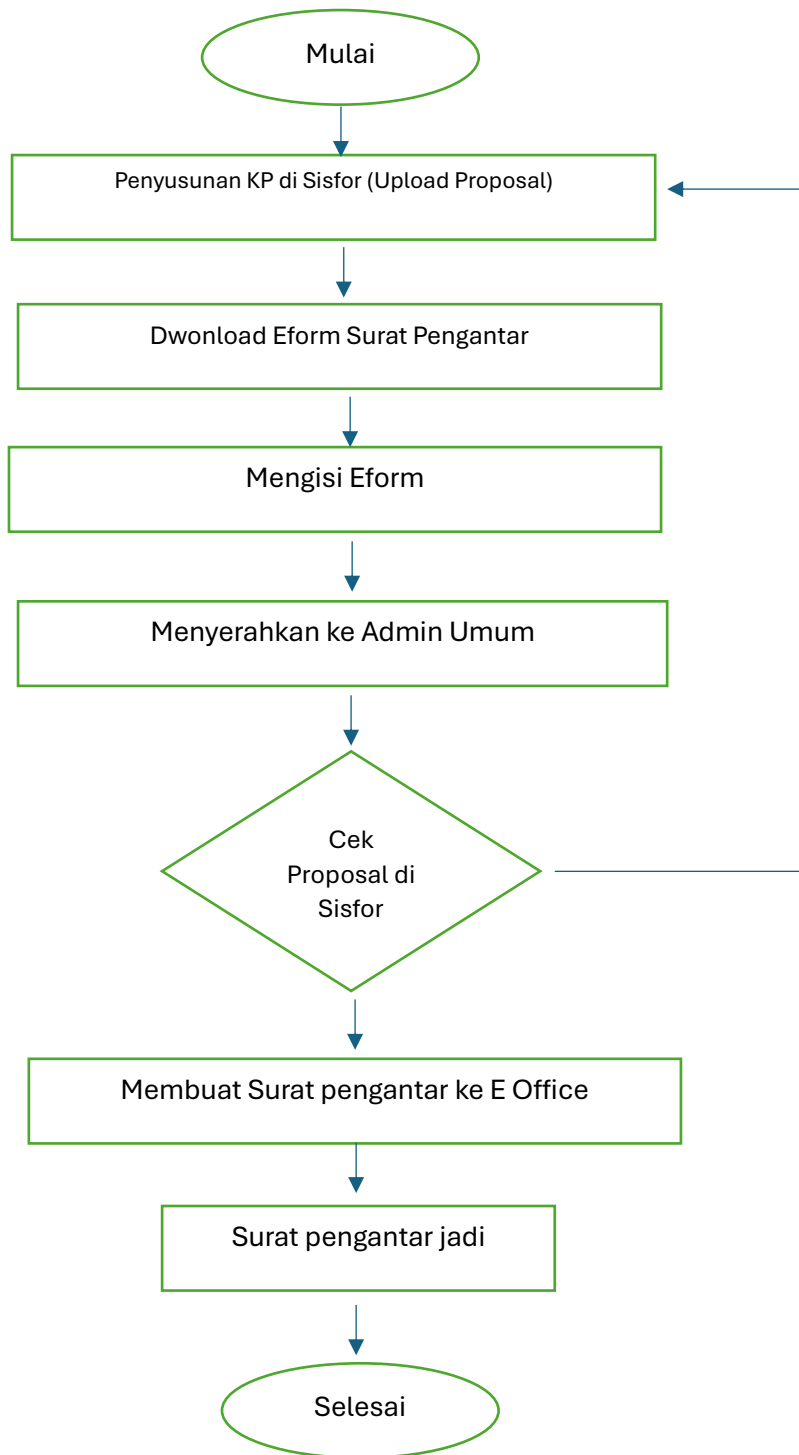 Mulai
Penyusunan KP di Sisfor (Upload Proposal)
Dwonload Eform Surat Pengantar
Mengisi Eform
Menyerahkan ke Admin Umum
Cek
Proposal di
Sisfor
Membuat Surat pengantar ke E Office
Surat pengantar jadi
Selesai